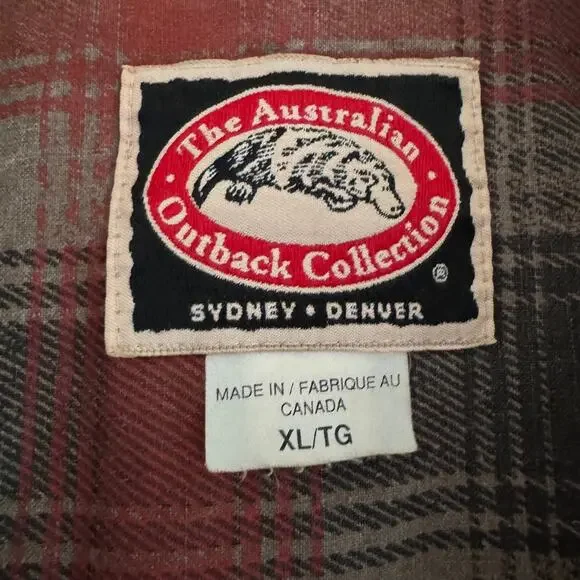 The Australian
Outback Collection
®
SYDNEY • DENVER
MADE IN / FABRIQUE AU
CANADA
XL/TG